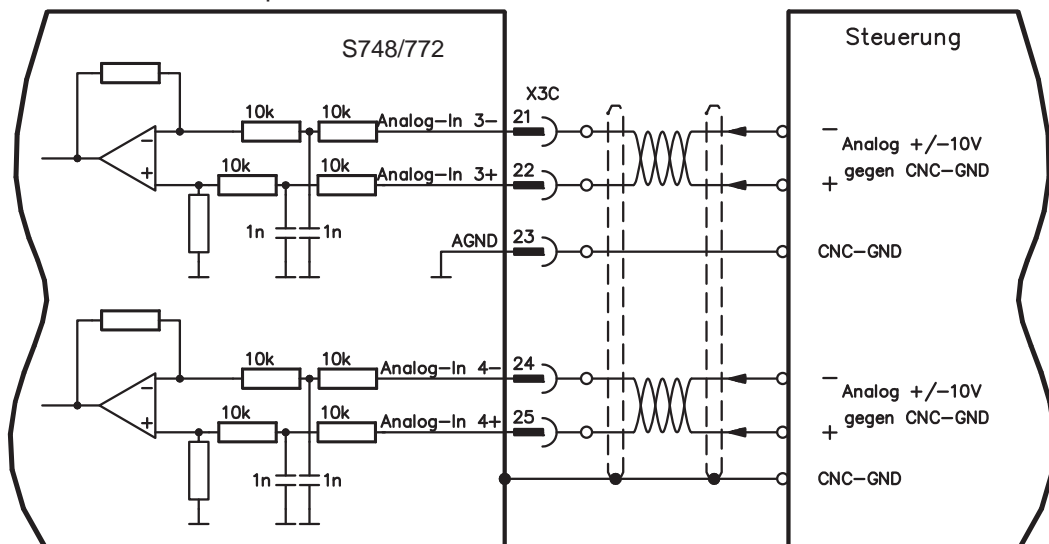 S748/772
Steuerung
X3C
10k 10k Analog-In 3- 21
10k 10k Analog-In 3+ 22
1n 1n
AGND 23
- Analog +/-10V
+ gegen CNC-GND
CNC-GND
10k 10k Analog-In 4- 24
10k 10k Analog-In 4+ 25
1n 1n
- Analog +/-10V
+ gegen CNC-GND
CNC-GND
- +
- +